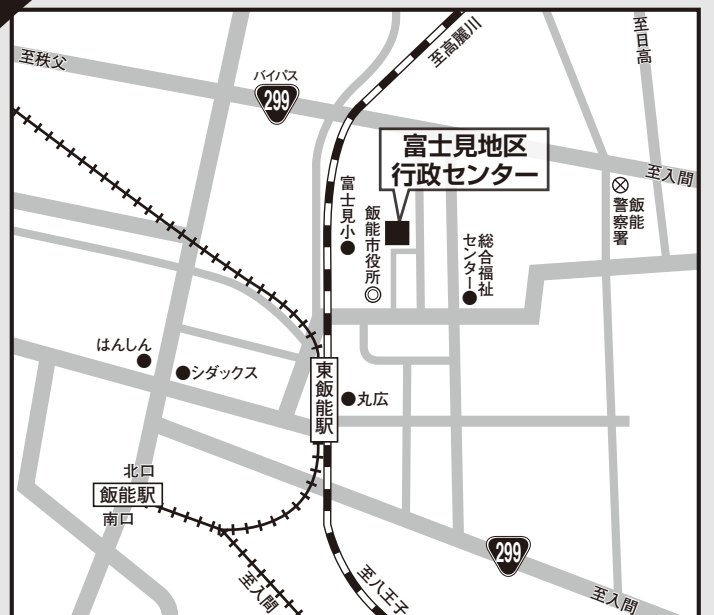 至秩父
バイパス
299
至高麗川
至日高
富士見地区
行政センター
至入間
飯能
警察署
富士見小
飯能市役所
総合福祉
センター
はんしん
シダックス
東飯能駅
丸広
北口
飯能駅
南口
299
至入間
至八王子
至入間